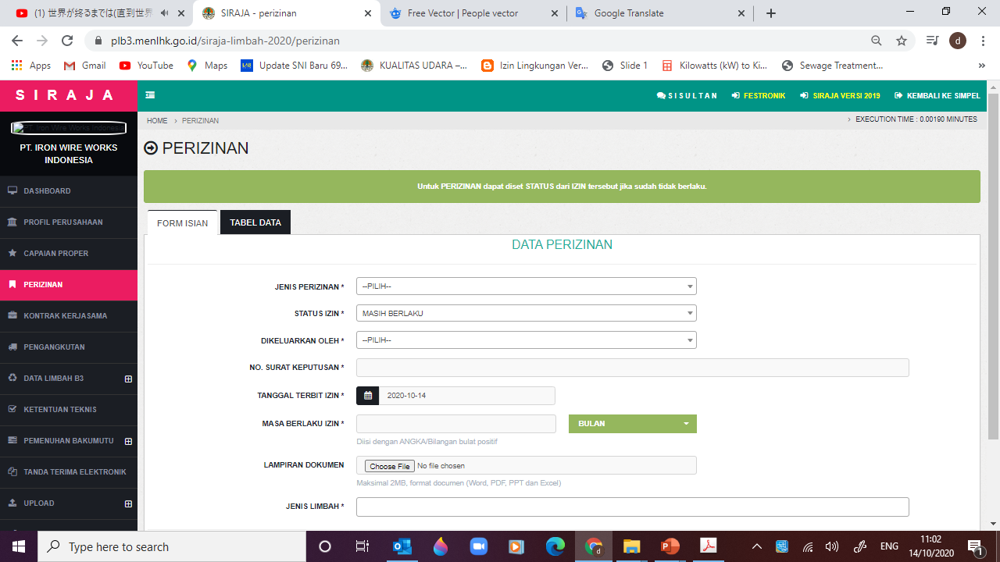 (1) 世界が終るまでは(直到世界
SIRAJA - perizinan
Free Vector | People vector
Google Translate
plb3.menlhk.go.id/siraja-limbah-2020/perizinan
d
Apps
Gmail
YouTube
Maps
Update SNI Baru 69...
KUALITAS UDARA –...
Izin Lingkungan Ver...
Slide 1
Kilowatts (kW) to Ki...
Sewage Treatment...
»
SIRAJA
SISULTAN
FESTRONIK
SIRAJA VERSI 2019
KEMBALI KE SIMPEL
PT. Iron Wire Works Indonesia
PT. IRON WIRE WORKS
INDONESIA
HOME > PERIZINAN
> EXECUTION TIME : 0.00190 MINUTES
PERIZINAN
Untuk PERIZINAN dapat diset STATUS dari IZIN tersebut jika sudah tidak berlaku.
DASHBOARD
PROFIL PERUSAHAAN
CAPAIAN PROPER
PERIZINAN
KONTRAK KERJASAMA
PENGANGKUTAN
DATA LIMBAH B3
KETENTUAN TEKNIS
PEMENUHAN BAKUMUTU
TANDA TERIMA ELEKTRONIK
UPLOAD
FORM ISIAN
TABEL DATA
DATA PERIZINAN
JENIS PERIZINAN * --PILIH--
STATUS IZIN * MASIH BERLAKU
DIKELUARKAN OLEH * --PILIH--
NO. SURAT KEPUTUSAN *
TANGGAL TERBIT IZIN * 2020-10-14
MASA BERLAKU IZIN * BULAN
Diisi dengan ANGKA/Bilangan bulat positif
LAMPIRAN DOKUMEN Choose File No file chosen
Maksimal 2MB, format documen (Word, PDF, PPT dan Excel)
JENIS LIMBAH *
Type here to search
ENG
11:02
14/10/2020
1